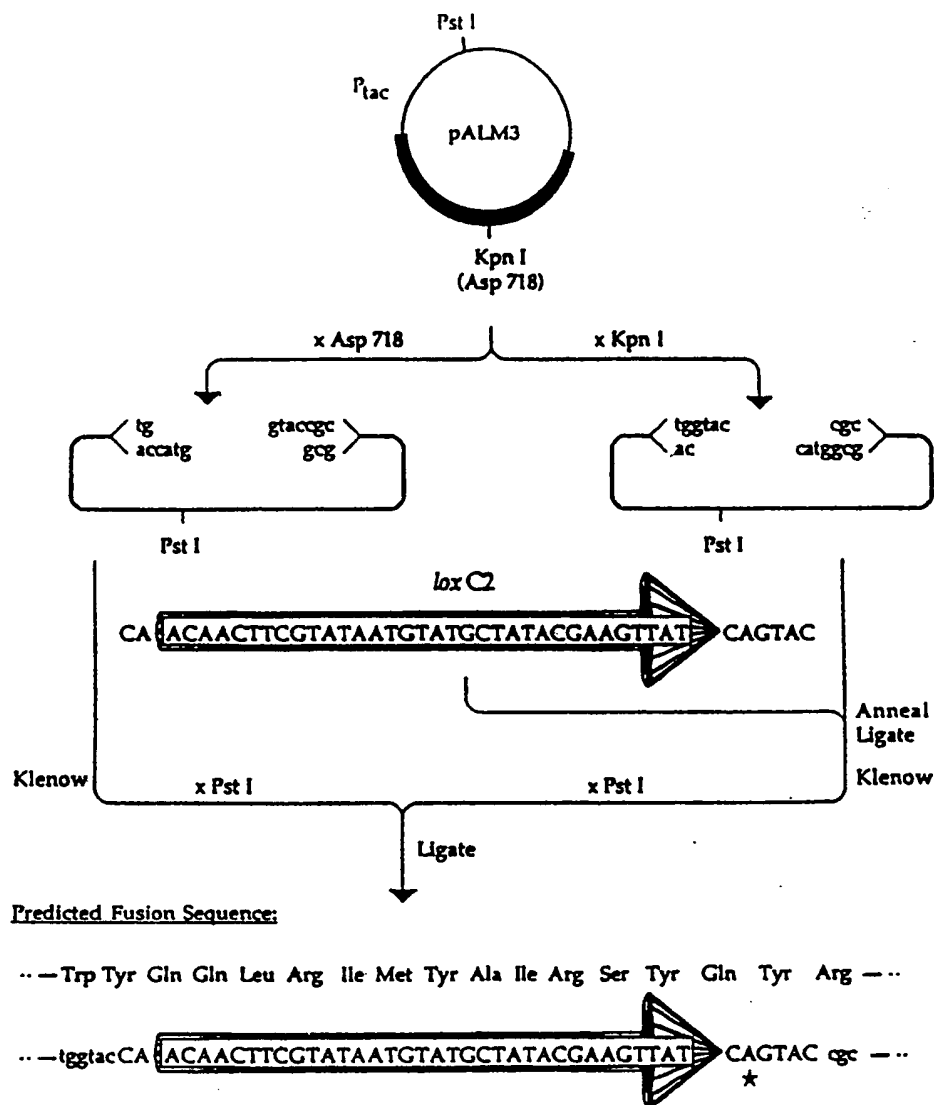 Pst I
Ptac
pALM3
Kpn I
(Asp 718)
x Asp 718
x Kpn I
tg
accatg
gtaccgc
gcg
tggtac
ac
cgc
catggcg
Pst I
Pst I
lox C2
CA ACAACTTCGTATAATGTATGCTATACGAAGTTAT CAGTAC
Anneal
Ligate
Klenow
x Pst I
x Pst I
Klenow
Ligate
Predicted Fusion Sequence:
·· — Trp Tyr Gln Gln Leu Arg Ile Met Tyr Ala Ile Arg Ser Tyr Gln Tyr Arg — ··
·· — tggtacCA ACAACTTCGTATAATGTATGCTATACGAAGTTAT CAGTAC cgc — ··
★